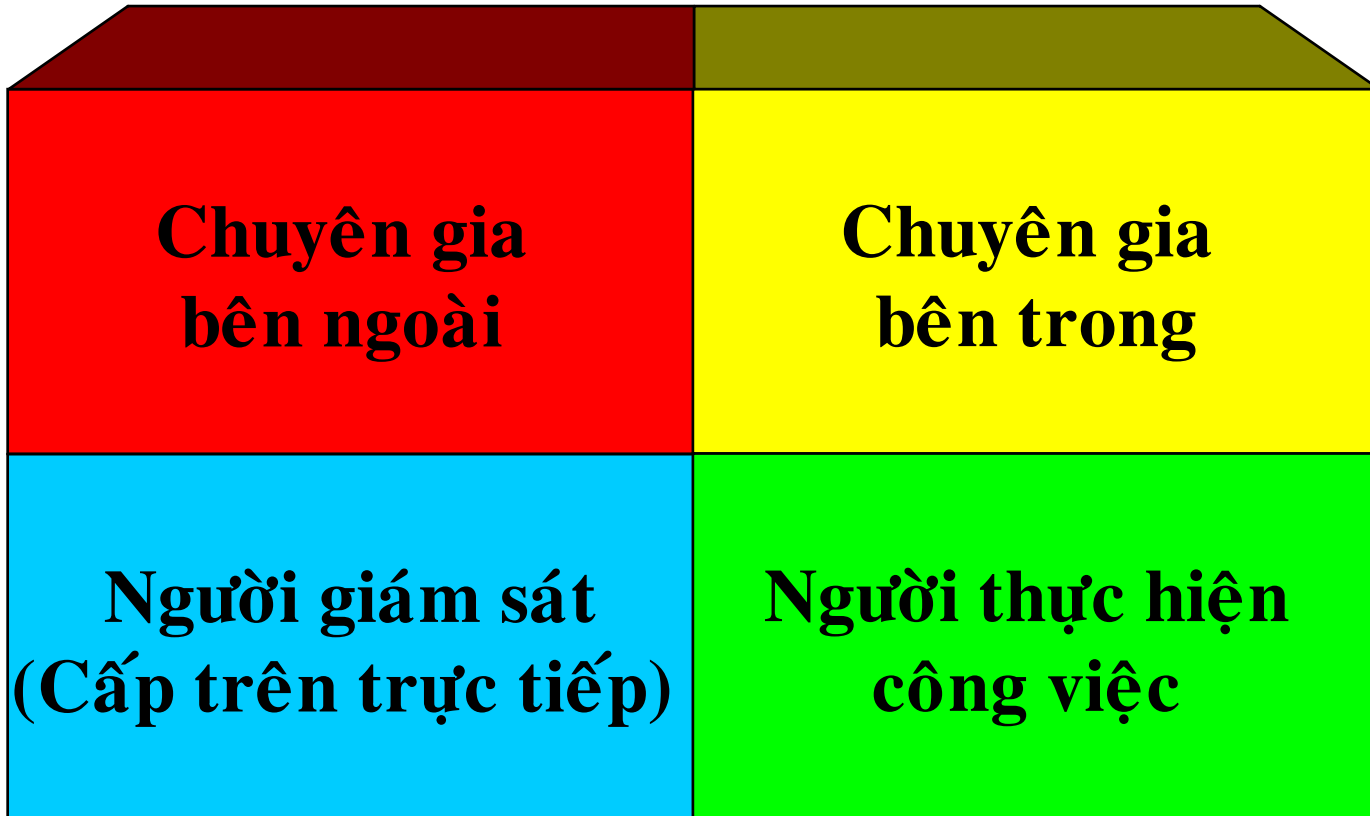 Chuyên gia
bên ngoài
Chuyên gia
bên trong
Người giám sát
(Cấp trên trực tiếp)
Người thực hiện
công việc